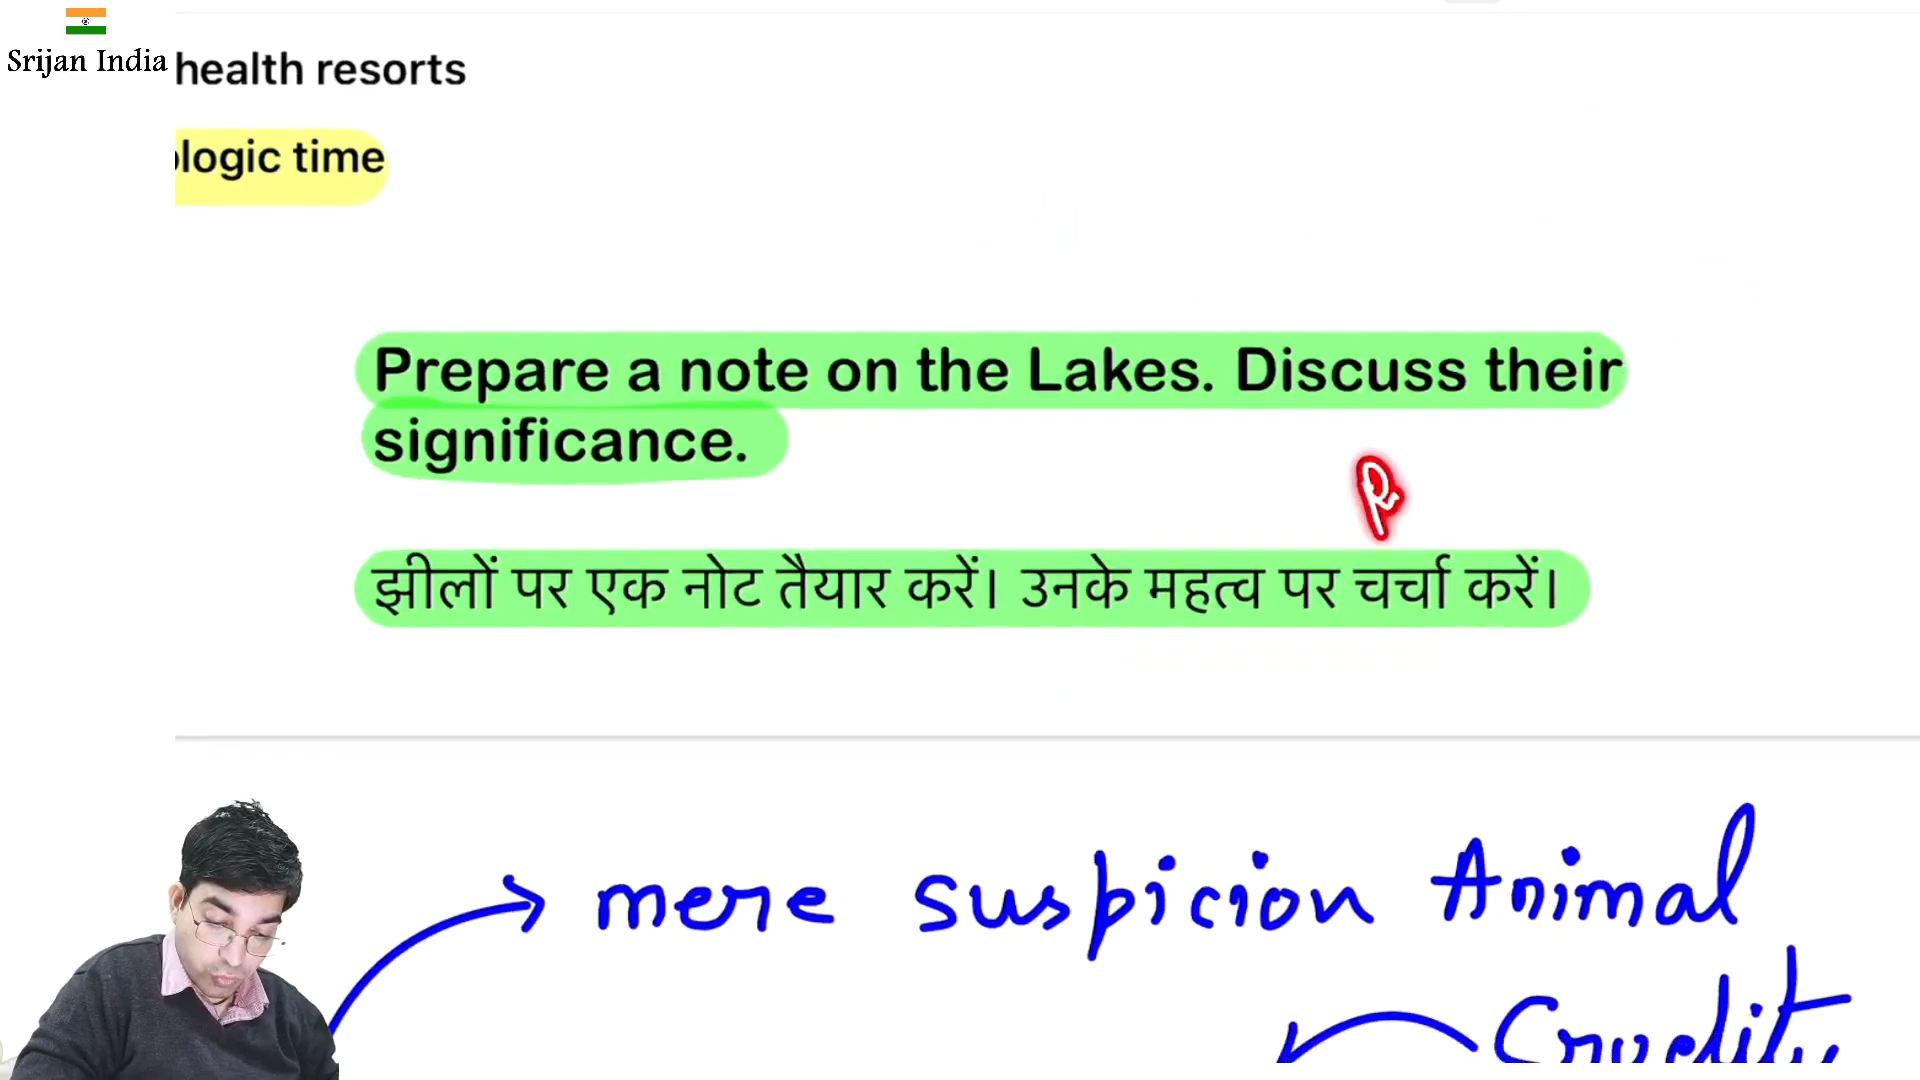 Srijan India
health resorts
ologic time
Prepare a note on the Lakes. Discuss their
significance.
झीलों पर एक नोट तैयार करें। उनके महत्व पर चर्चा करें।
mere suspicion Animal